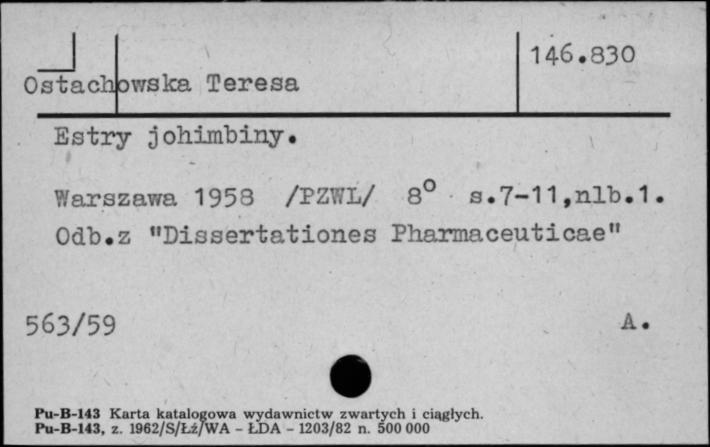 146.830
Ostachowska Teresa
Estry johimbiny.
Warszawa 1958 /PZWL/ 8° s.7-11,nlb.1.
Odb.z "Dissertationes Pharmaceuticae"
563/59 A.
Pu-B-143 Karta katalogowa wydawnictw zwartych i ciągłych.
Pu-B-143, z. 1962/S/Łź/WA - ŁDA - 1203/82 n. 500 000